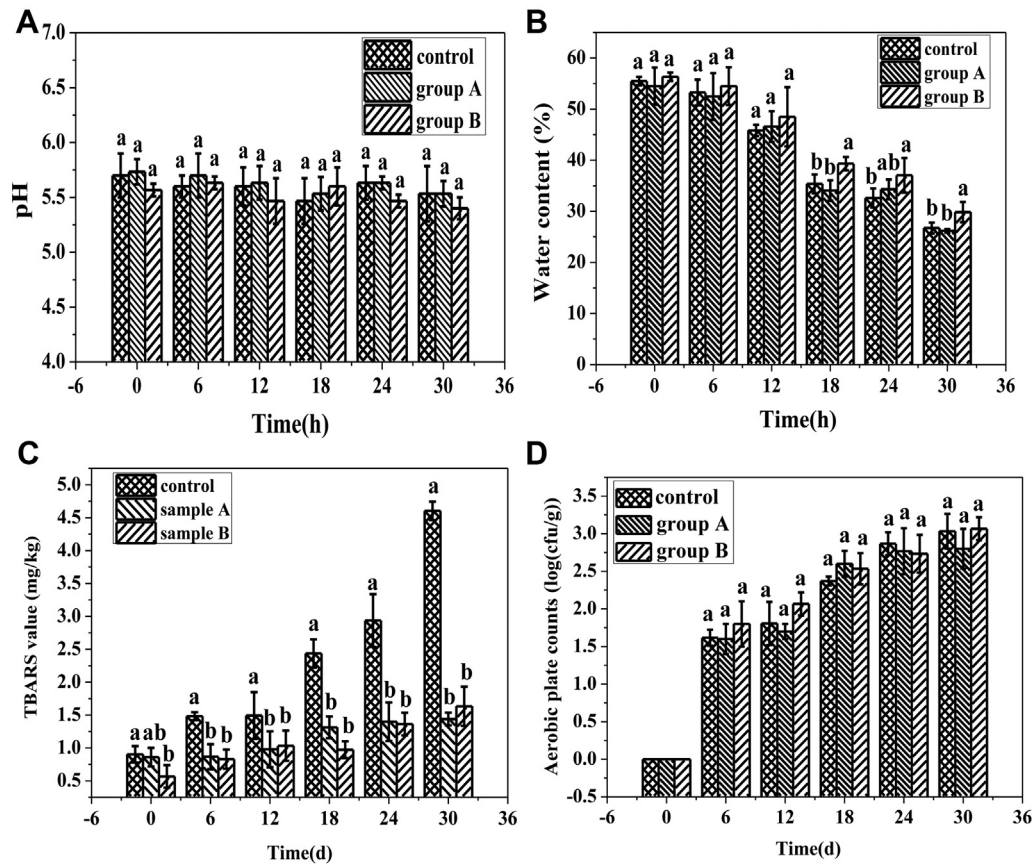 A
pH
7.0
6.5
6.0
5.5
5.0
4.5
4.0
control
group A
group B
a a a a a a a a a a a a a a a a a a
-6 0 6 12 18 24 30 36
Time(h)
B
Water content (%)
60
50
40
30
20
10
0
control
group A
group B
a a a a a a a a a b b a b ab a b b a
-6 0 6 12 18 24 30 36
Time(h)
C
TBARS value (mg/kg)
5.0
4.5
4.0
3.5
3.0
2.5
2.0
1.5
1.0
0.5
control
sample A
sample B
a ab b a b b a b b a b b a b b a b b
-6 0 6 12 18 24 30 36
Time(d)
D
Aerobic plate counts (log(cfu/g)
3.5
3.0
2.5
2.0
1.5
1.0
0.5
0.0
-0.5
control
group A
group B
a a a a a a a a a a a a a a a
-6 0 6 12 18 24 30 36
Time(d)